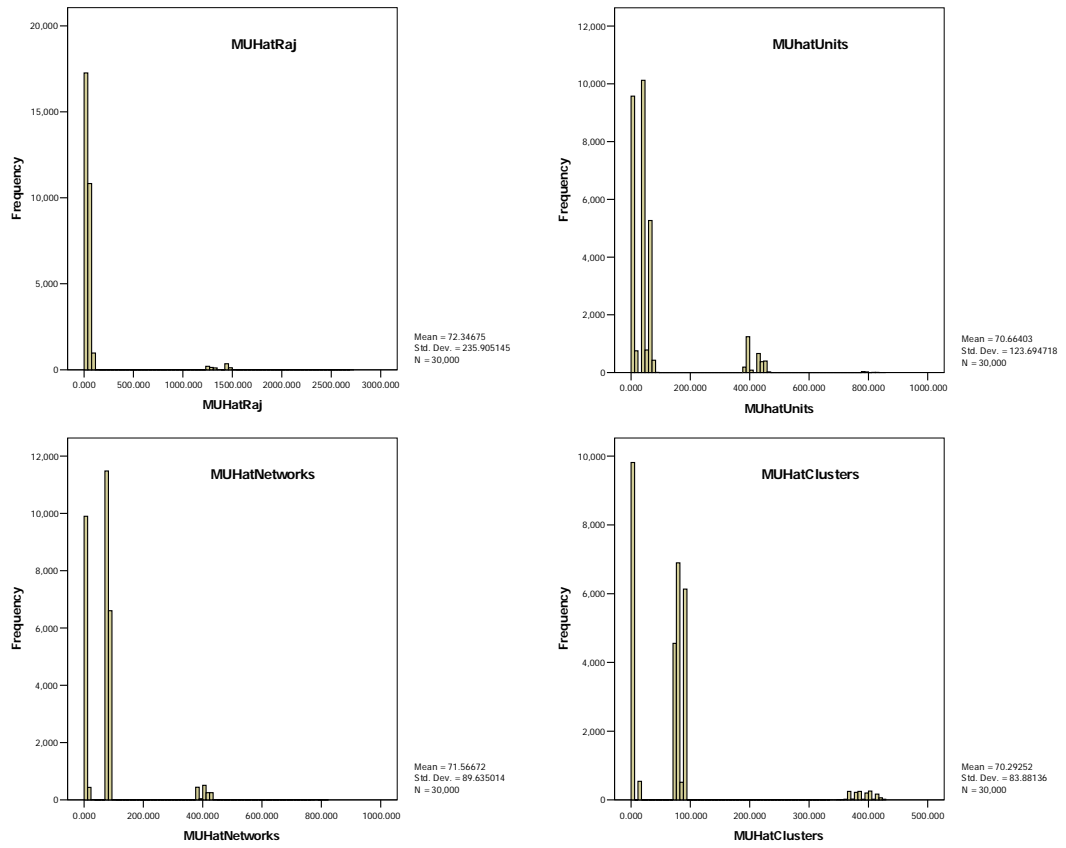 MUHatRaj
20,000
15,000
10,000
5,000
0
Frequency
0.000 500.000 1000.000 1500.000 2000.000 2500.000 3000.000
MUHatRaj
Mean = 72.34675
Std. Dev. = 235.905145
N = 30,000
MUhatUnits
12,000
10,000
8,000
6,000
4,000
2,000
0
Frequency
0.000 200.000 400.000 600.000 800.000 1000.000
MUhatUnits
Mean = 70.66403
Std. Dev. = 123.694718
N = 30,000
MUHatNetworks
12,000
10,000
8,000
6,000
4,000
2,000
0
Frequency
0.000 200.000 400.000 600.000 800.000 1000.000
MUHatNetworks
Mean = 71.56672
Std. Dev. = 89.635014
N = 30,000
MUHatClusters
10,000
8,000
6,000
4,000
2,000
0
Frequency
0.000 100.000 200.000 300.000 400.000 500.000
MUHatClusters
Mean = 70.29252
Std. Dev. = 83.88136
N = 30,000